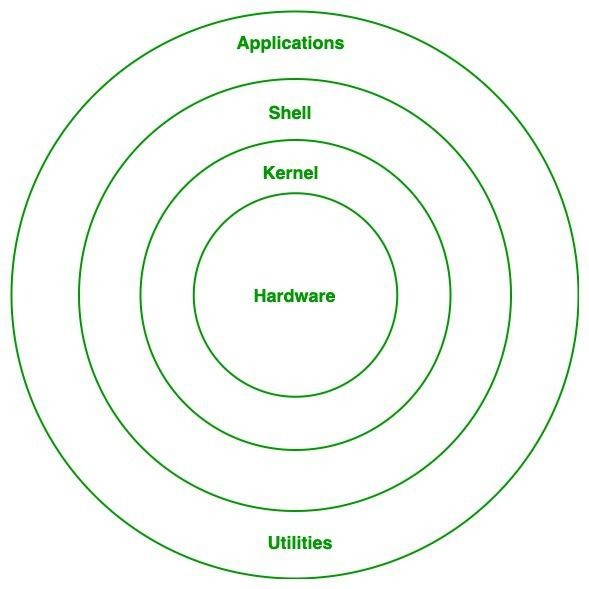 Applications
Shell
Kernel
Hardware
Utilities